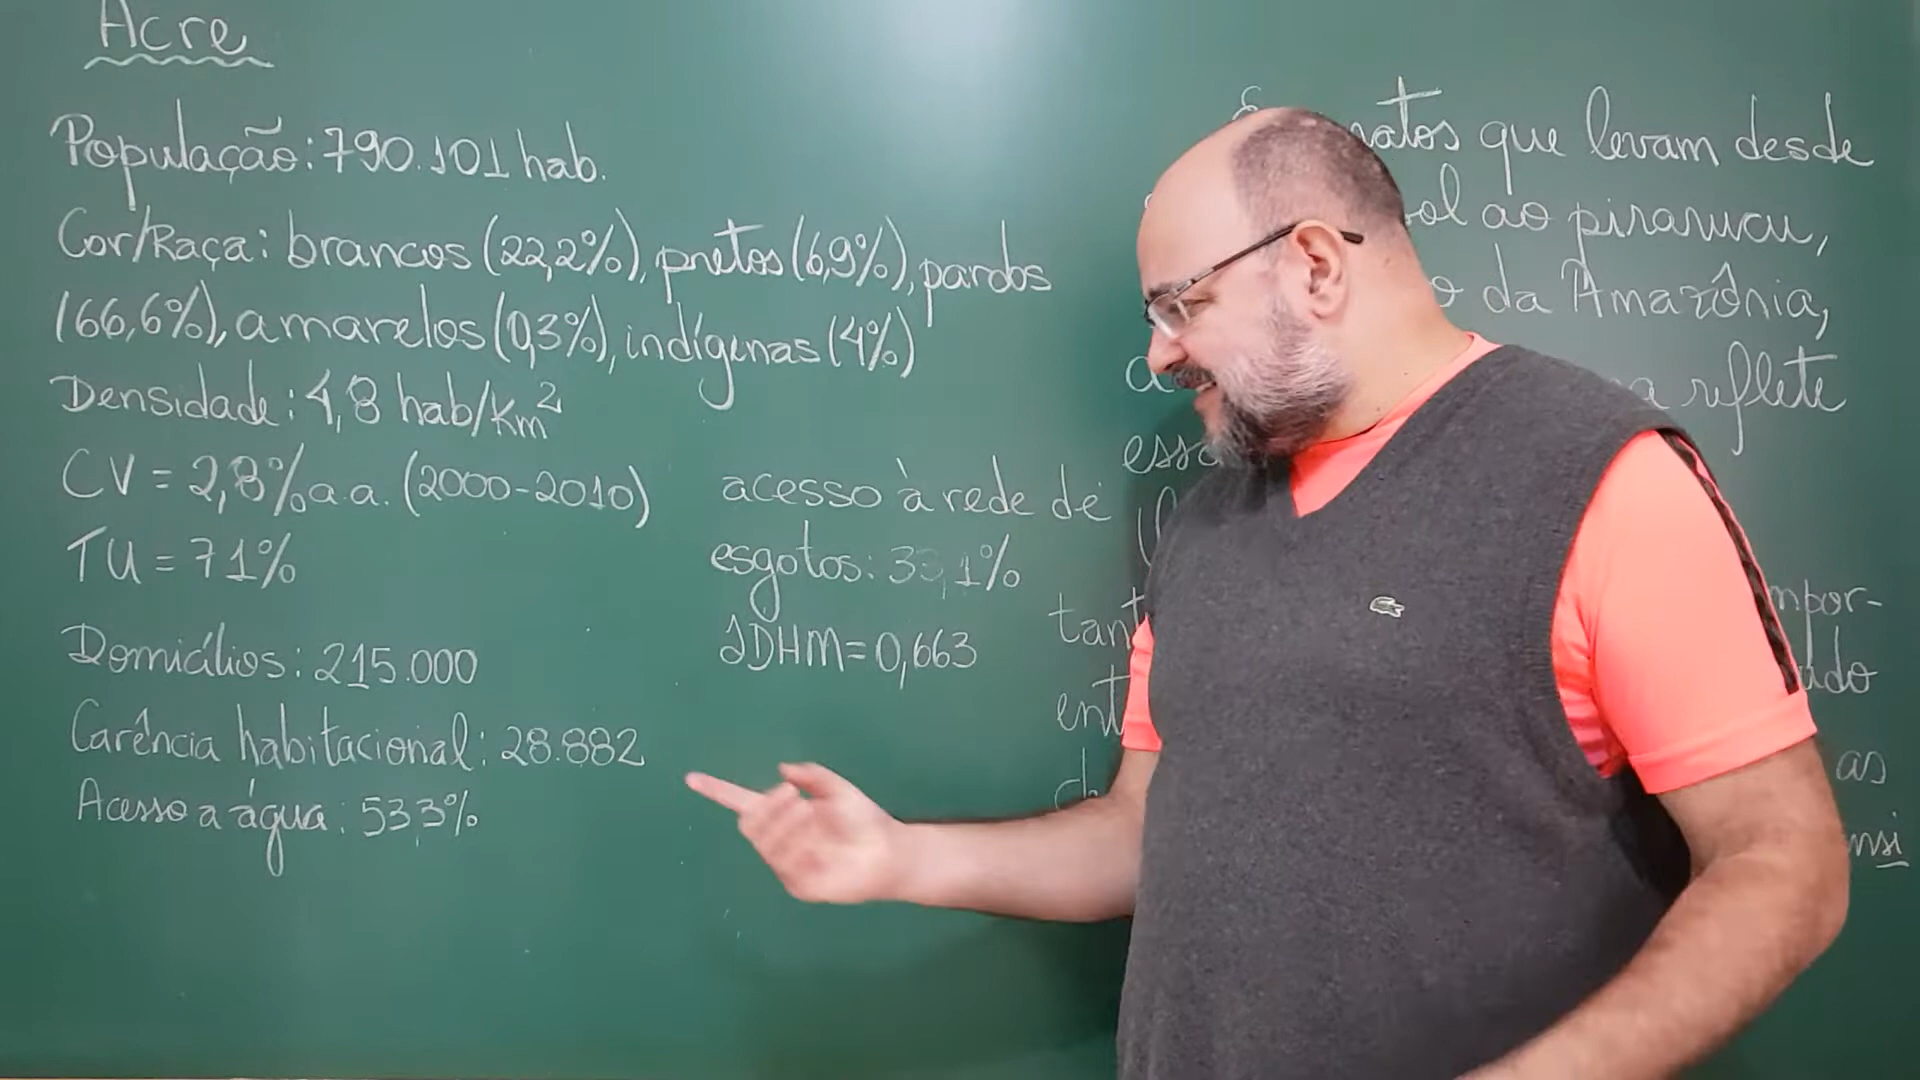 Acre
População: 790.101 hab.
Cor/Raça: brancos (22,2%), pretos (6,9%), pardos
(66,6%), amarelos (0,3%), indígenas (4%)
Densidade: 4,8 hab/km²
CV = 2,8% a.a. (2000-2010)
TU = 71%
Domicílios: 215.000
Carência habitacional: 28.882
Acesso a água: 53,3%
acesso à rede de
esgotos: 33,1%
IDHM = 0,663
que levam desde
ao pirarucu,
da Amazônia,
reflete
as